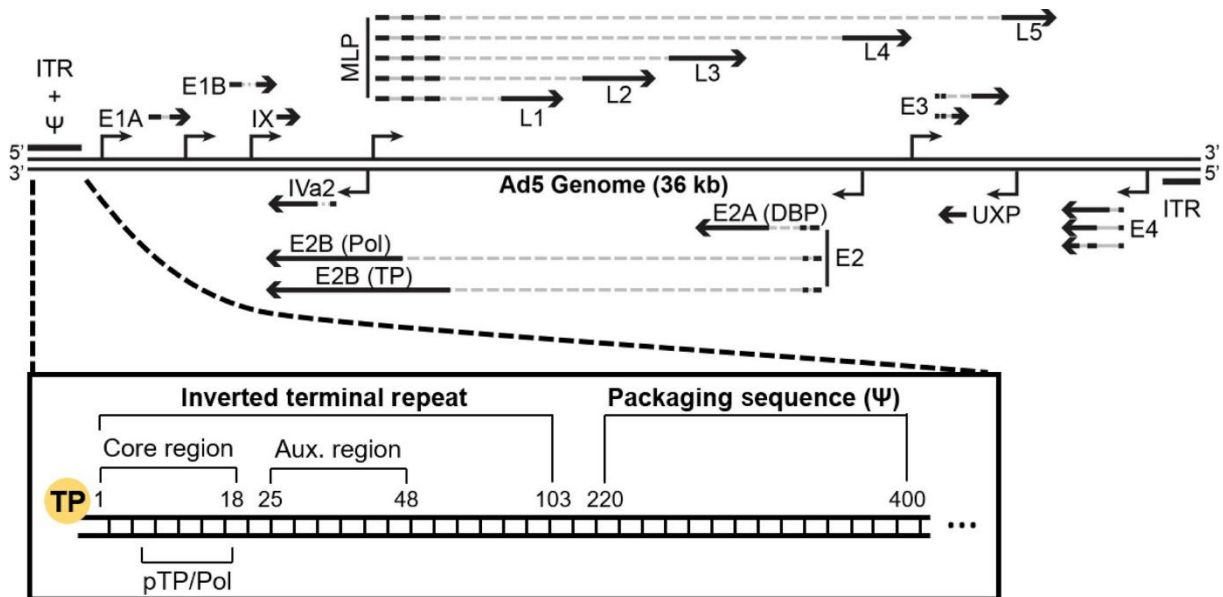 L5
MLP
L4
ITR
+
Ψ
E1B
L3
L2
E3
E1A
IX
L1
5’
3’
3’
5’
Ad5 Genome (36 kb)
IVa2
E2A (DBP)
UXP
ITR
E4
E2B (Pol)
E2
E2B (TP)
Inverted terminal repeat
Packaging sequence (Ψ)
Core region
Aux. region
TP
1
18
25
48
103
220
400
...
pTP/Pol